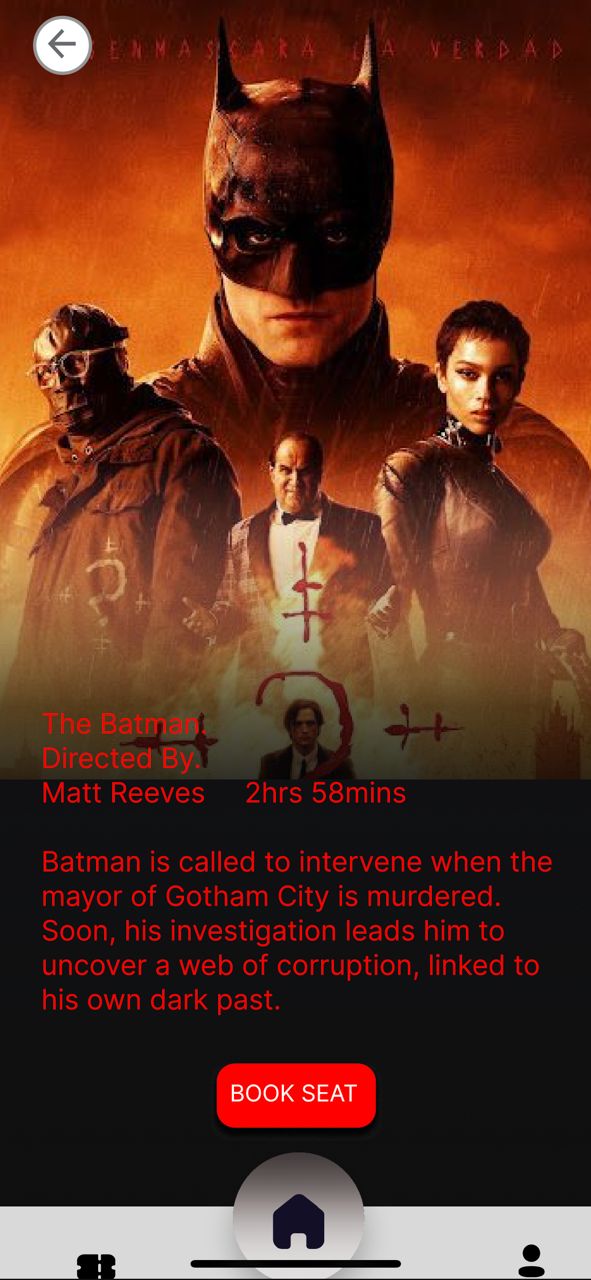 ENMASCARA LA VERDAD
The Batman.
Directed By.
Matt Reeves 2hrs 58mins
Batman is called to intervene when the
mayor of Gotham City is murdered.
Soon, his investigation leads him to
uncover a web of corruption, linked to
his own dark past.
BOOK SEAT